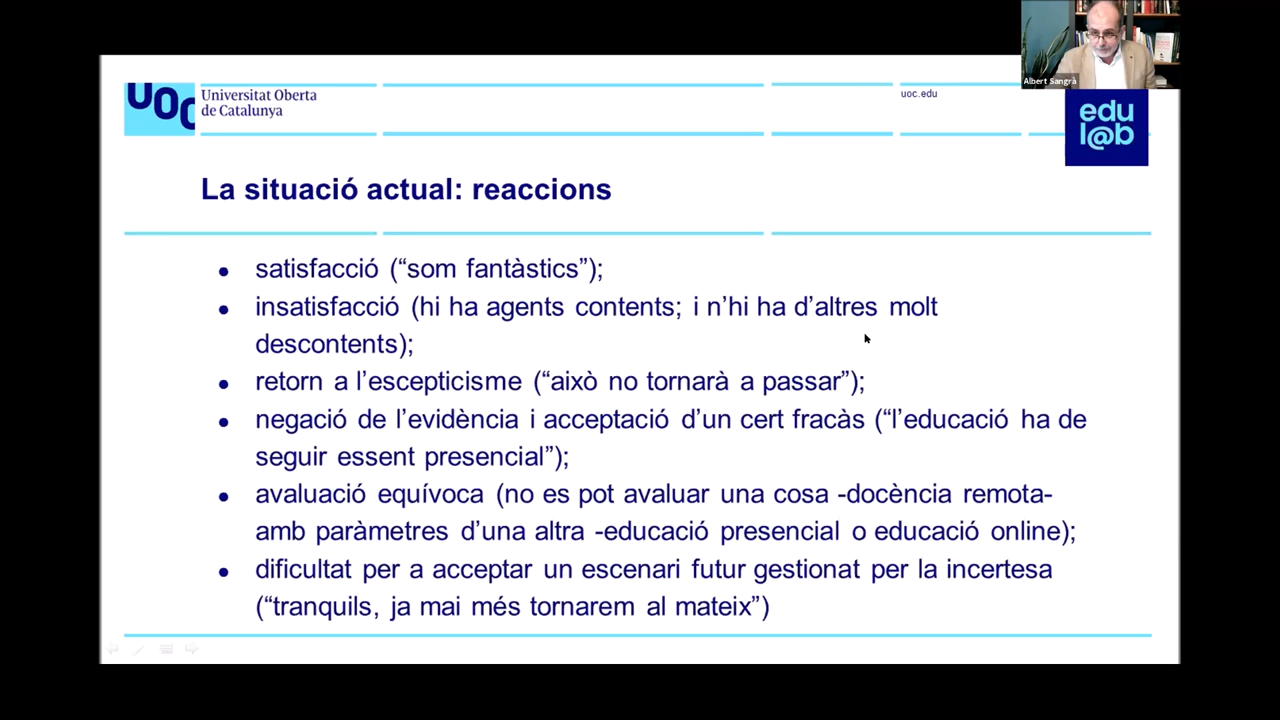 Albert Sangrà
UOC
Universitat Oberta
de Catalunya
uoc.edu
edu
l@b
La situació actual: reaccions
• satisfacció (“som fantàstics”);
• insatisfacció (hi ha agents contents; i n’hi ha d’altres molt
descontents);
• retorn a l’escepticisme (“això no tornarà a passar”);
• negació de l’evidència i acceptació d’un cert fracàs (“l’educació ha de
seguir essent presencial”);
• avaluació equívoca (no es pot avaluar una cosa -docència remota-
amb paràmetres d’una altra -educació presencial o educació online);
• dificultat per a acceptar un escenari futur gestionat per la incertesa
(“tranquils, ja mai més tornarem al mateix”)